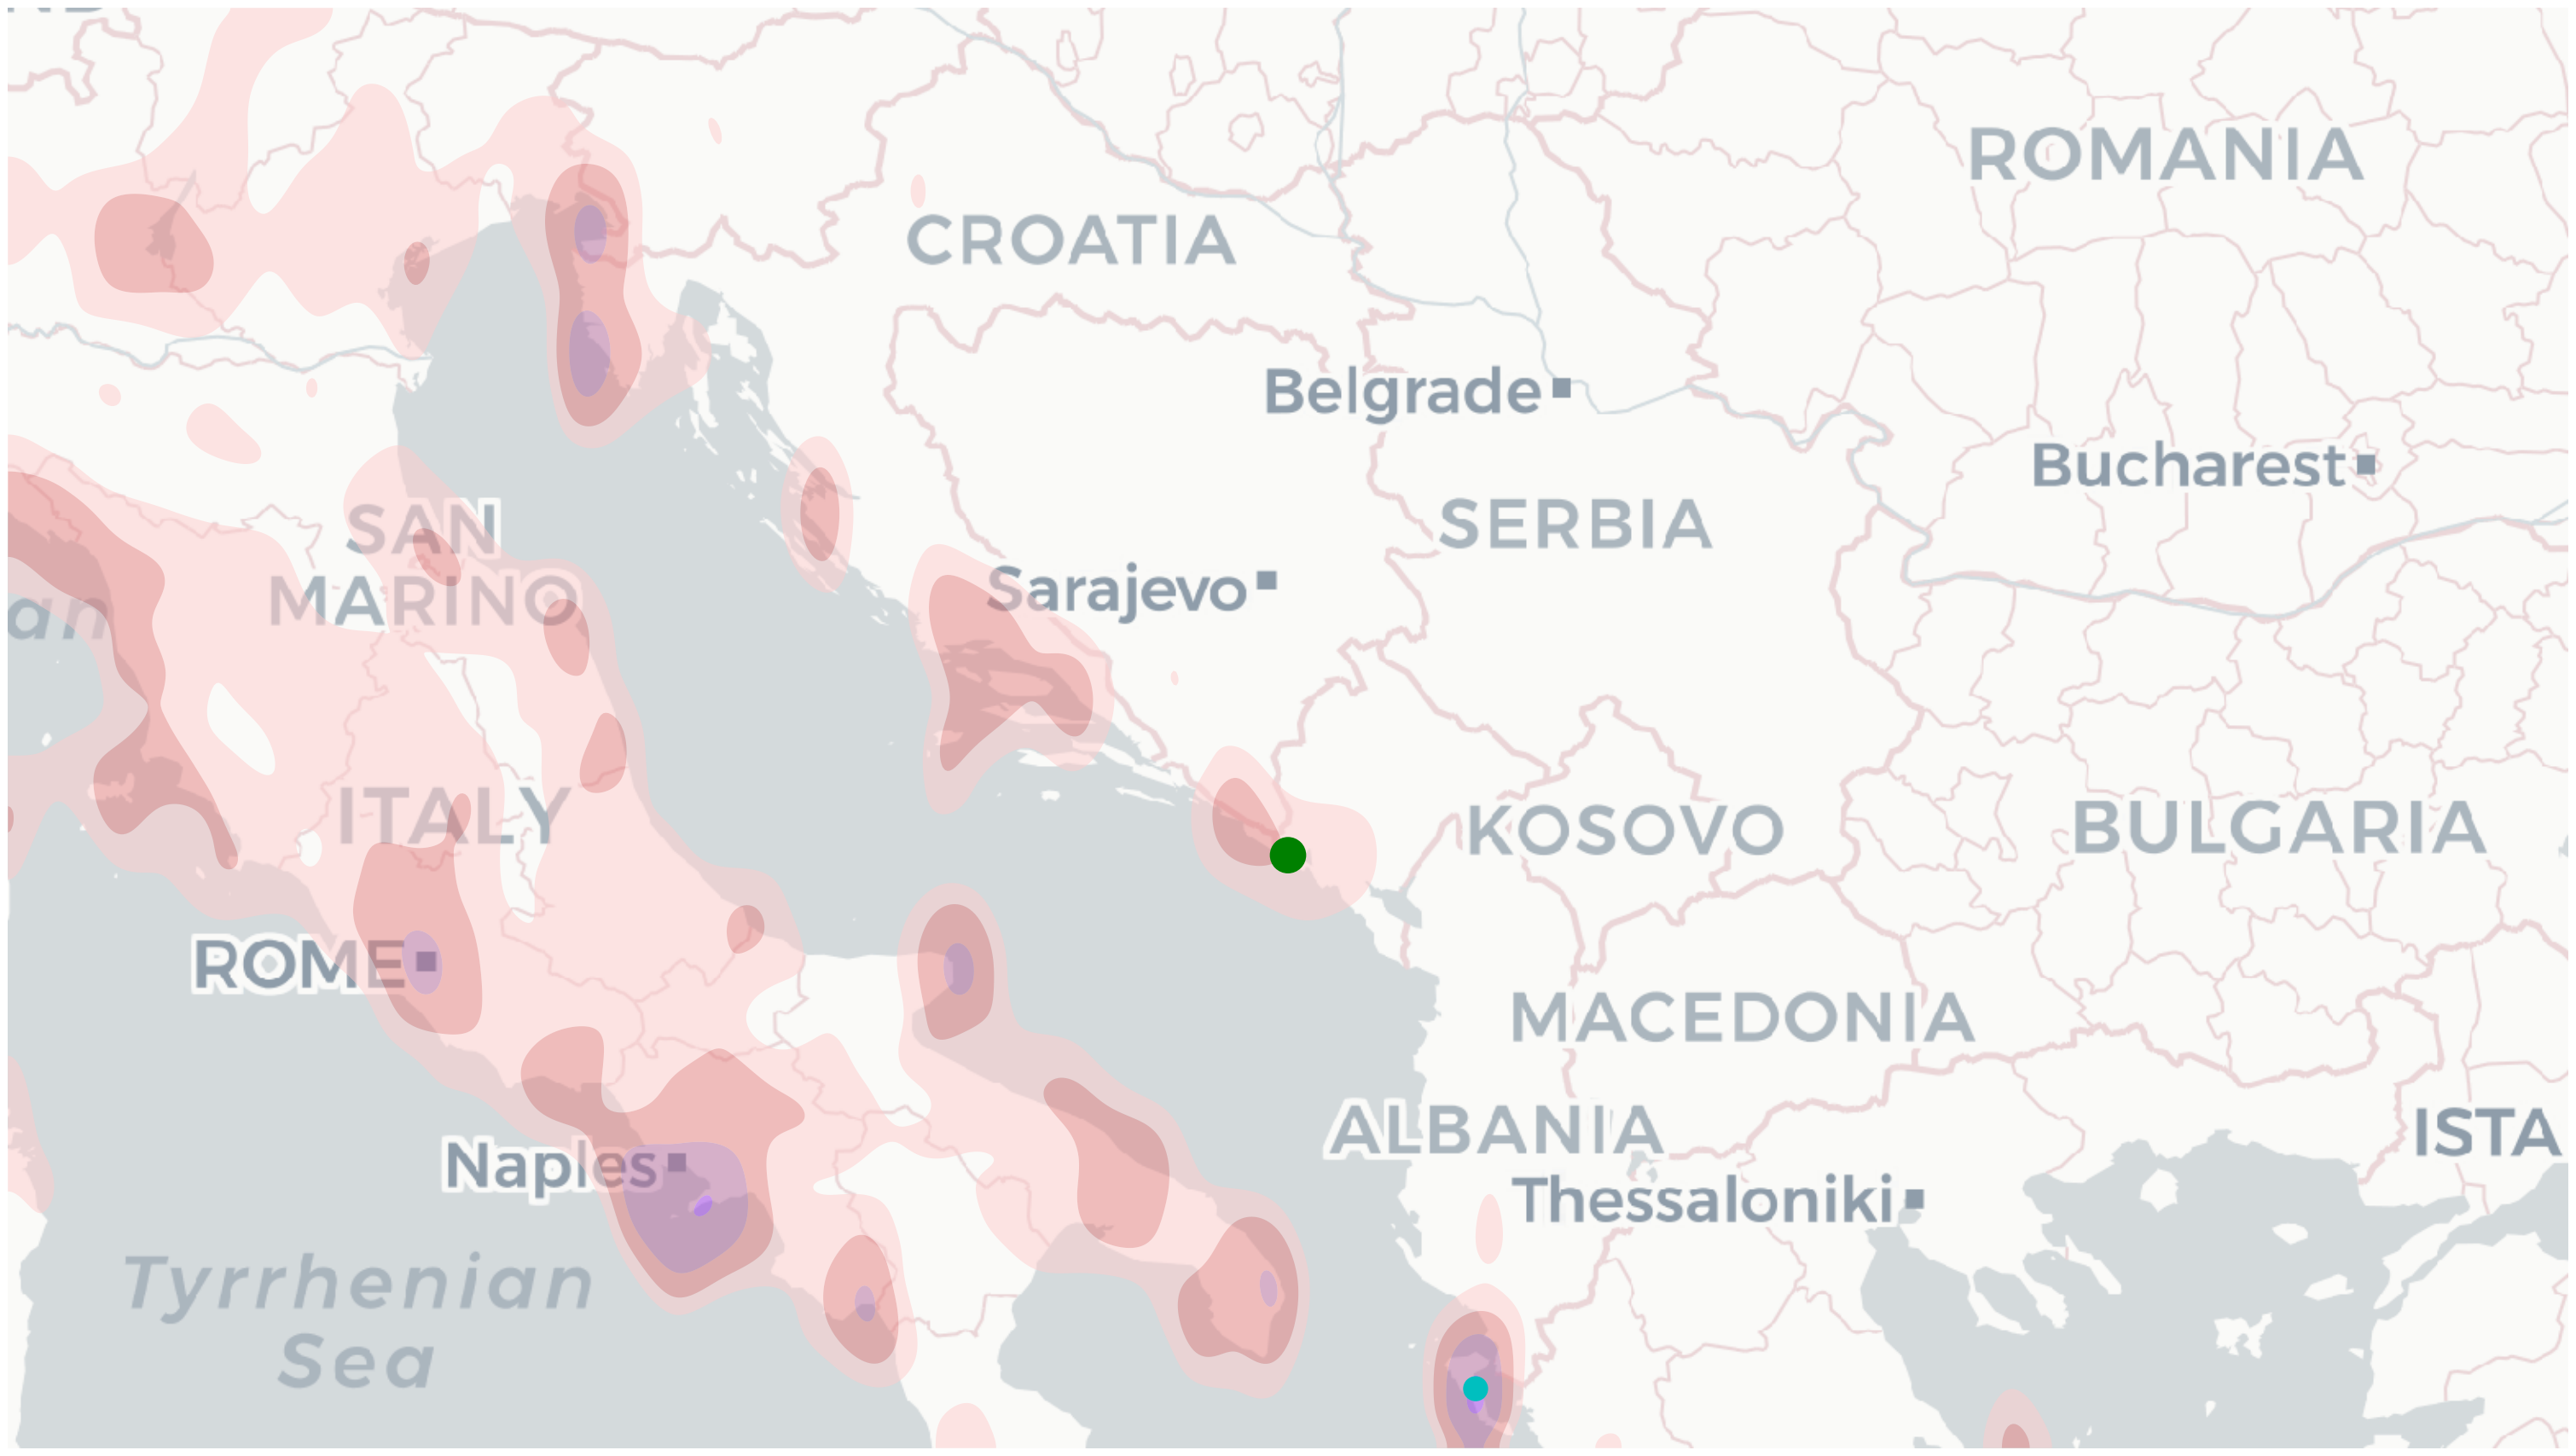 ROMANIA
CROATIA
Belgrade
Bucharest
SERBIA
SAN
MARINO
Sarajevo
an
ITALY
KOSOVO
BULGARIA
ROME
MACEDONIA
ALBANIA
ISTA
Naples
Thessaloniki
Tyrrhenian
Sea